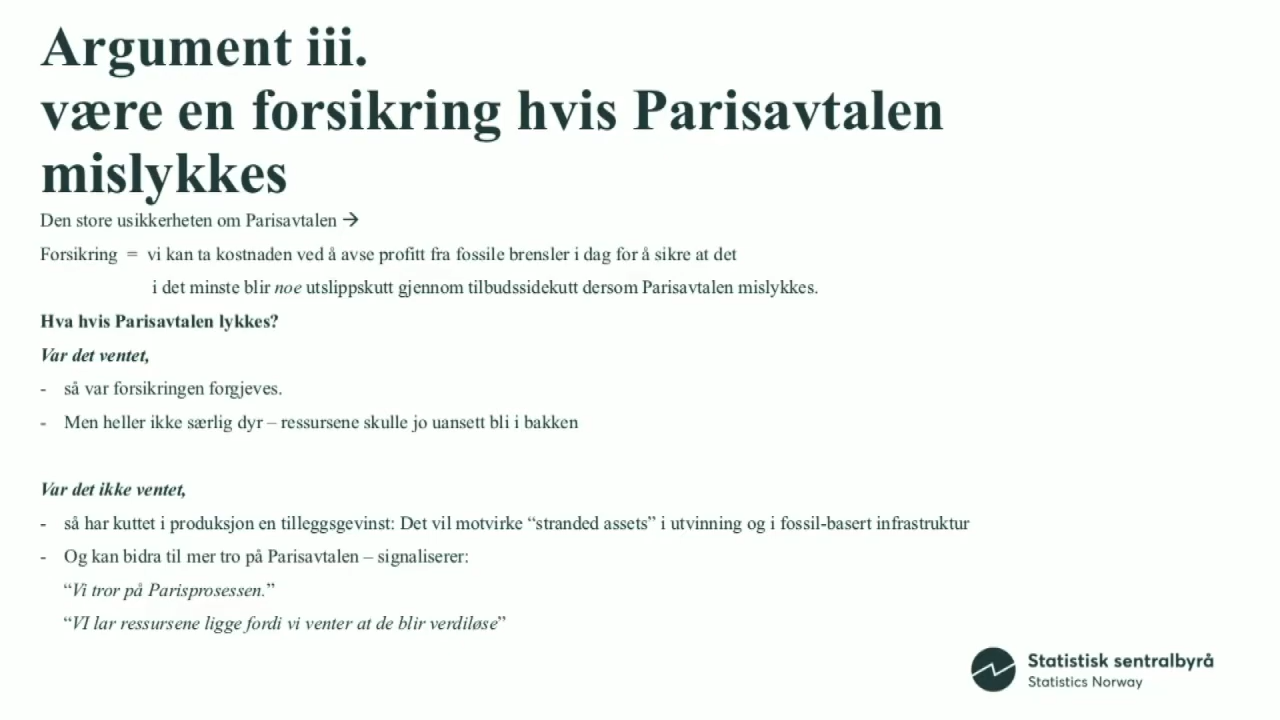 Argument iii.
være en forsikring hvis Parisavtalen
mislykkes
Den store usikkerheten om Parisavtalen →
Forsikring = vi kan ta kostnaden ved å avse profitt fra fossile brensler i dag for å sikre at det
i det minste blir noe utslippskutt gjennom tilbudssidekutt dersom Parisavtalen mislykkes.
Hva hvis Parisavtalen lykkes?
Var det ventet,
- så var forsikringen forgjeves.
- Men heller ikke særlig dyr – ressursene skulle jo uansett bli i bakken
Var det ikke ventet,
- så har kuttet i produksjon en tilleggsgevinst: Det vil motvirke “stranded assets” i utvinning og i fossil-basert infrastruktur
- Og kan bidra til mer tro på Parisavtalen – signaliserer:
“Vi tror på Parisprosessen.”
“VI lar ressursene ligge fordi vi venter at de blir verdiløse”
Statistisk sentralbyrå
Statistics Norway